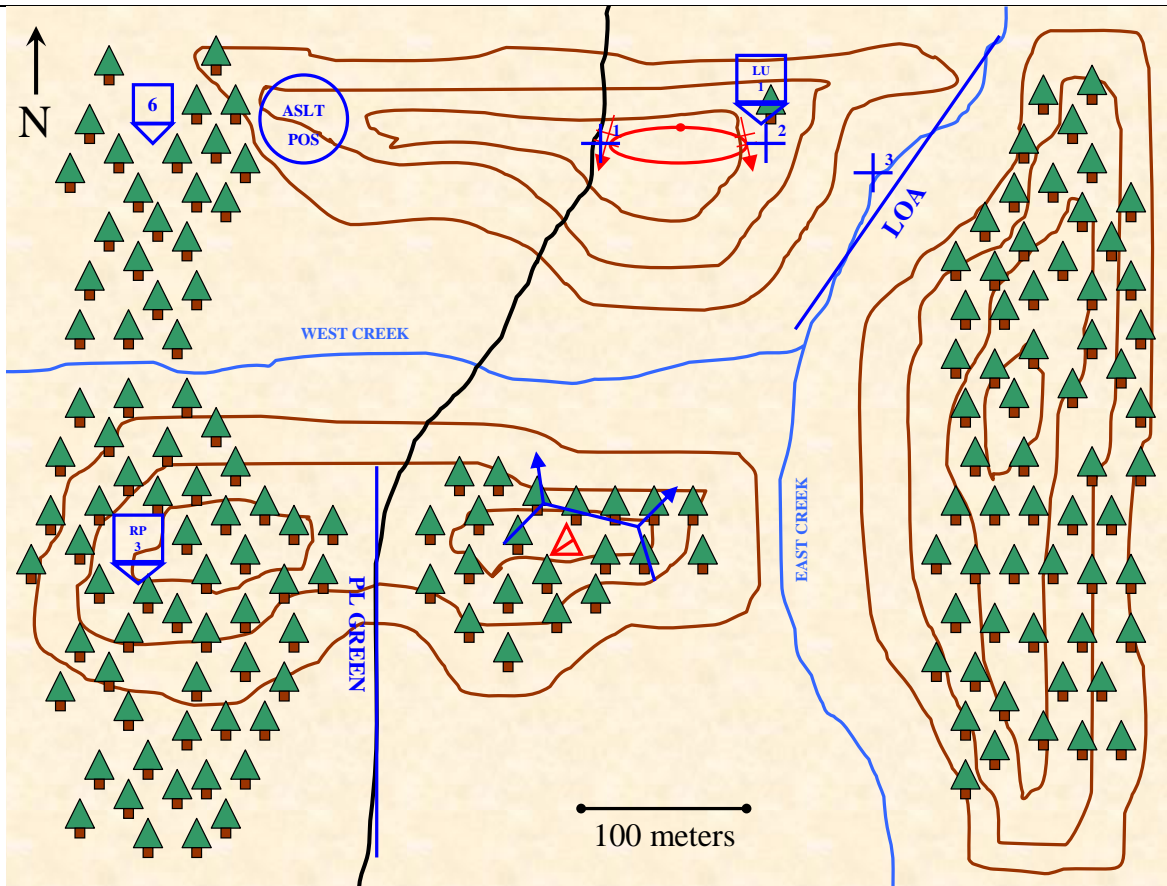 N
6
ASLT
POS
LU
1
1
2
3
LOA
WEST CREEK
RP
3
PL GREEN
EAST CREEK
100 meters